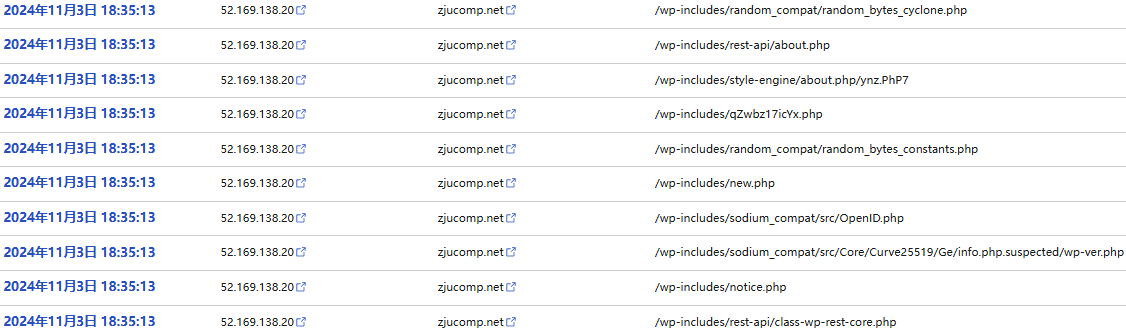 2024年11月3日 18:35:13 52.169.138.20 zjucomp.net /wp-includes/random_compat/random_bytes_cyclone.php
2024年11月3日 18:35:13 52.169.138.20 zjucomp.net /wp-includes/rest-api/about.php
2024年11月3日 18:35:13 52.169.138.20 zjucomp.net /wp-includes/style-engine/about.php/ynz.PhP7
2024年11月3日 18:35:13 52.169.138.20 zjucomp.net /wp-includes/qZwbz17icYx.php
2024年11月3日 18:35:13 52.169.138.20 zjucomp.net /wp-includes/random_compat/random_bytes_constants.php
2024年11月3日 18:35:13 52.169.138.20 zjucomp.net /wp-includes/new.php
2024年11月3日 18:35:13 52.169.138.20 zjucomp.net /wp-includes/sodium_compat/src/OpenID.php
2024年11月3日 18:35:13 52.169.138.20 zjucomp.net /wp-includes/sodium_compat/src/Core/Curve25519/Ge/info.php.suspected/wp-ver.php
2024年11月3日 18:35:13 52.169.138.20 zjucomp.net /wp-includes/notice.php
2024年11月3日 18:35:13 52.169.138.20 zjucomp.net /wp-includes/rest-api/class-wp-rest-core.php